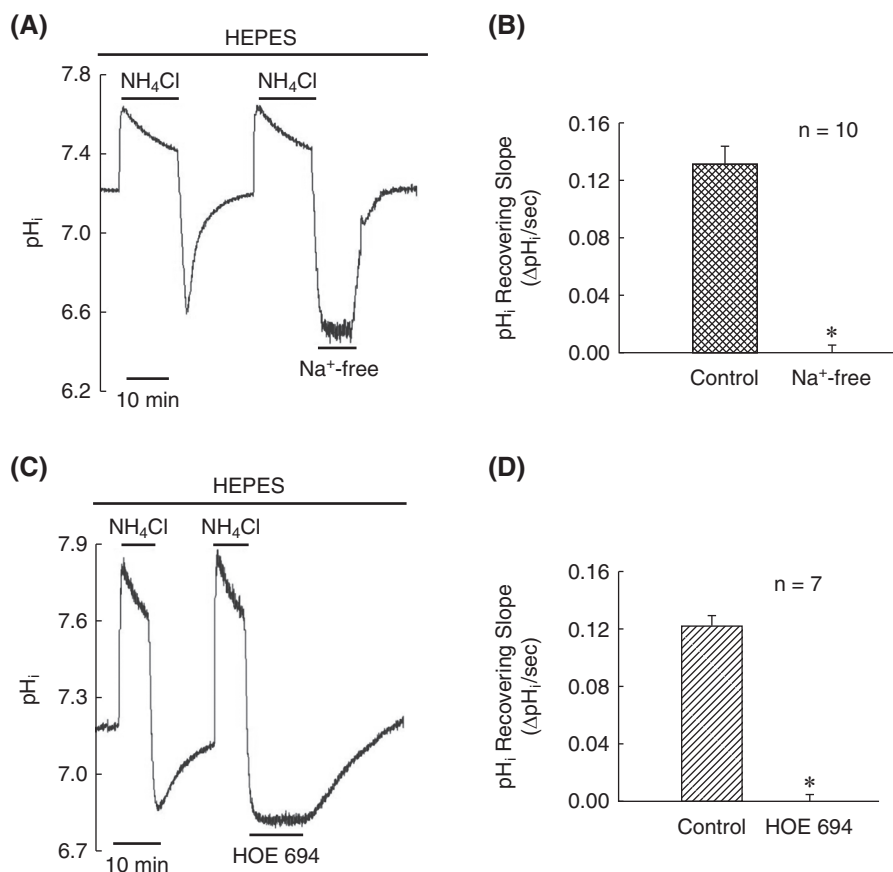 (A)
HEPES
NH₄Cl NH₄Cl
7.8
7.4
7.0
6.6
6.2
pHᵢ
Na⁺-free
10 min
(B)
n = 10
0.16
0.12
0.08
0.04
0.00
pHᵢ Recovering Slope
(ΔpHᵢ/sec)
*
Control Na⁺-free
(C)
HEPES
NH₄Cl NH₄Cl
7.9
7.6
7.3
7.0
6.7
pHᵢ
10 min
HOE 694
(D)
n = 7
0.16
0.12
0.08
0.04
0.00
pHᵢ Recovering Slope
(ΔpHᵢ/sec)
*
Control HOE 694